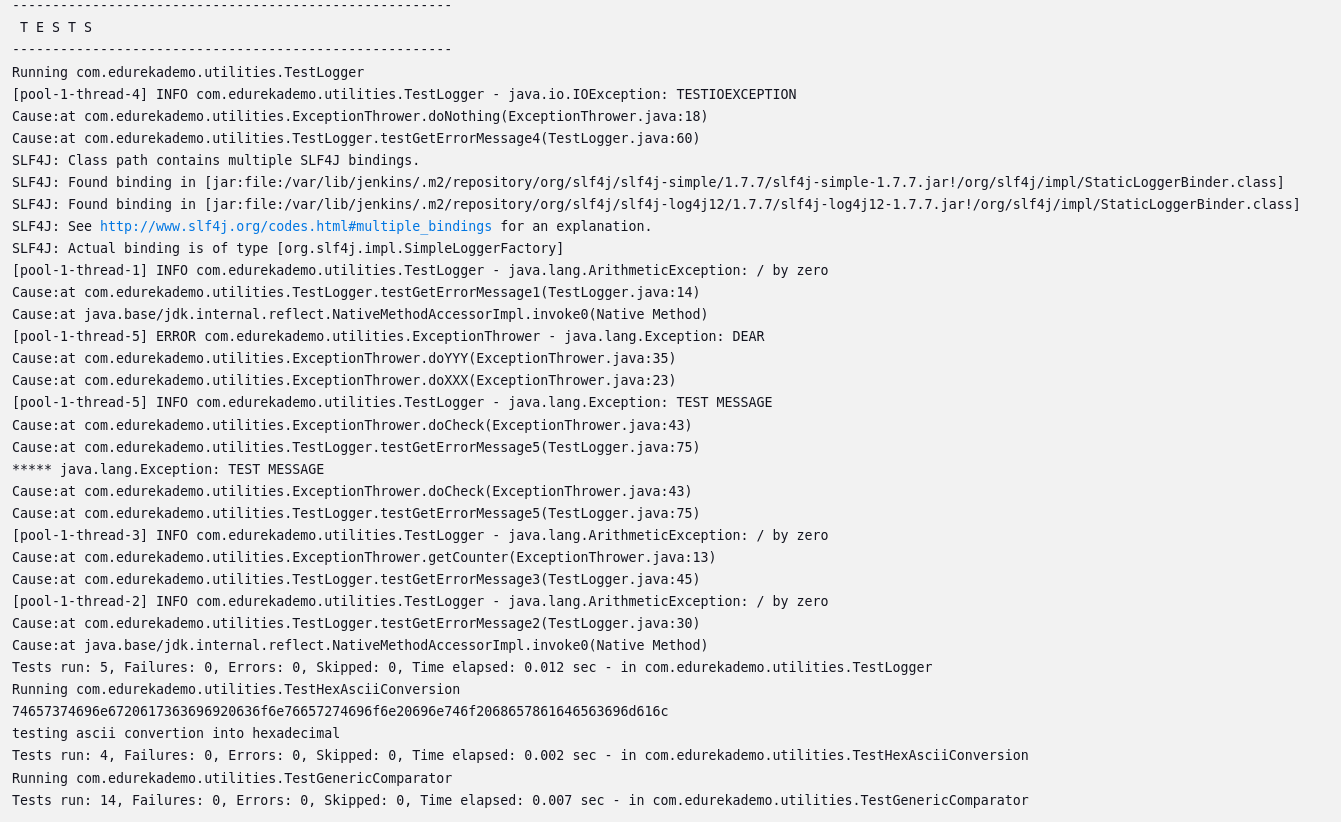 -------------------------------------------------------
T E S T S
-------------------------------------------------------
Running com.edurekademo.utilities.TestLogger
[pool-1-thread-4] INFO com.edurekademo.utilities.TestLogger - java.io.IOException: TESTIOEXCEPTION
Cause:at com.edurekademo.utilities.ExceptionThrower.doNothing(ExceptionThrower.java:18)
Cause:at com.edurekademo.utilities.TestLogger.testGetErrorMessage4(TestLogger.java:60)
SLF4J: Class path contains multiple SLF4J bindings.
SLF4J: Found binding in [jar:file:/var/lib/jenkins/.m2/repository/org/slf4j/slf4j-simple/1.7.7/slf4j-simple-1.7.7.jar!/org/slf4j/impl/StaticLoggerBinder.class]
SLF4J: Found binding in [jar:file:/var/lib/jenkins/.m2/repository/org/slf4j/slf4j-log4j12/1.7.7/slf4j-log4j12-1.7.7.jar!/org/slf4j/impl/StaticLoggerBinder.class]
SLF4J: See http://www.slf4j.org/codes.html#multiple_bindings for an explanation.
SLF4J: Actual binding is of type [org.slf4j.impl.SimpleLoggerFactory]
[pool-1-thread-1] INFO com.edurekademo.utilities.TestLogger - java.lang.ArithmeticException: / by zero
Cause:at com.edurekademo.utilities.TestLogger.testGetErrorMessage1(TestLogger.java:14)
Cause:at java.base/jdk.internal.reflect.NativeMethodAccessorImpl.invoke0(Native Method)
[pool-1-thread-5] ERROR com.edurekademo.utilities.ExceptionThrower - java.lang.Exception: DEAR
Cause:at com.edurekademo.utilities.ExceptionThrower.doYYY(ExceptionThrower.java:35)
Cause:at com.edurekademo.utilities.ExceptionThrower.doXXX(ExceptionThrower.java:23)
[pool-1-thread-5] INFO com.edurekademo.utilities.TestLogger - java.lang.Exception: TEST MESSAGE
Cause:at com.edurekademo.utilities.ExceptionThrower.doCheck(ExceptionThrower.java:43)
Cause:at com.edurekademo.utilities.TestLogger.testGetErrorMessage5(TestLogger.java:75)
***** java.lang.Exception: TEST MESSAGE
Cause:at com.edurekademo.utilities.ExceptionThrower.doCheck(ExceptionThrower.java:43)
Cause:at com.edurekademo.utilities.TestLogger.testGetErrorMessage5(TestLogger.java:75)
[pool-1-thread-3] INFO com.edurekademo.utilities.TestLogger - java.lang.ArithmeticException: / by zero
Cause:at com.edurekademo.utilities.ExceptionThrower.getCounter(ExceptionThrower.java:13)
Cause:at com.edurekademo.utilities.TestLogger.testGetErrorMessage3(TestLogger.java:45)
[pool-1-thread-2] INFO com.edurekademo.utilities.TestLogger - java.lang.ArithmeticException: / by zero
Cause:at com.edurekademo.utilities.TestLogger.testGetErrorMessage2(TestLogger.java:30)
Cause:at java.base/jdk.internal.reflect.NativeMethodAccessorImpl.invoke0(Native Method)
Tests run: 5, Failures: 0, Errors: 0, Skipped: 0, Time elapsed: 0.012 sec - in com.edurekademo.utilities.TestLogger
Running com.edurekademo.utilities.TestHexAsciiConversion
74657374696e6720617363696920636f6e76657274696f6e20696e746f2068657861646563696d616c
testing ascii convertion into hexadecimal
Tests run: 4, Failures: 0, Errors: 0, Skipped: 0, Time elapsed: 0.002 sec - in com.edurekademo.utilities.TestHexAsciiConversion
Running com.edurekademo.utilities.TestGenericComparator
Tests run: 14, Failures: 0, Errors: 0, Skipped: 0, Time elapsed: 0.007 sec - in com.edurekademo.utilities.TestGenericComparator